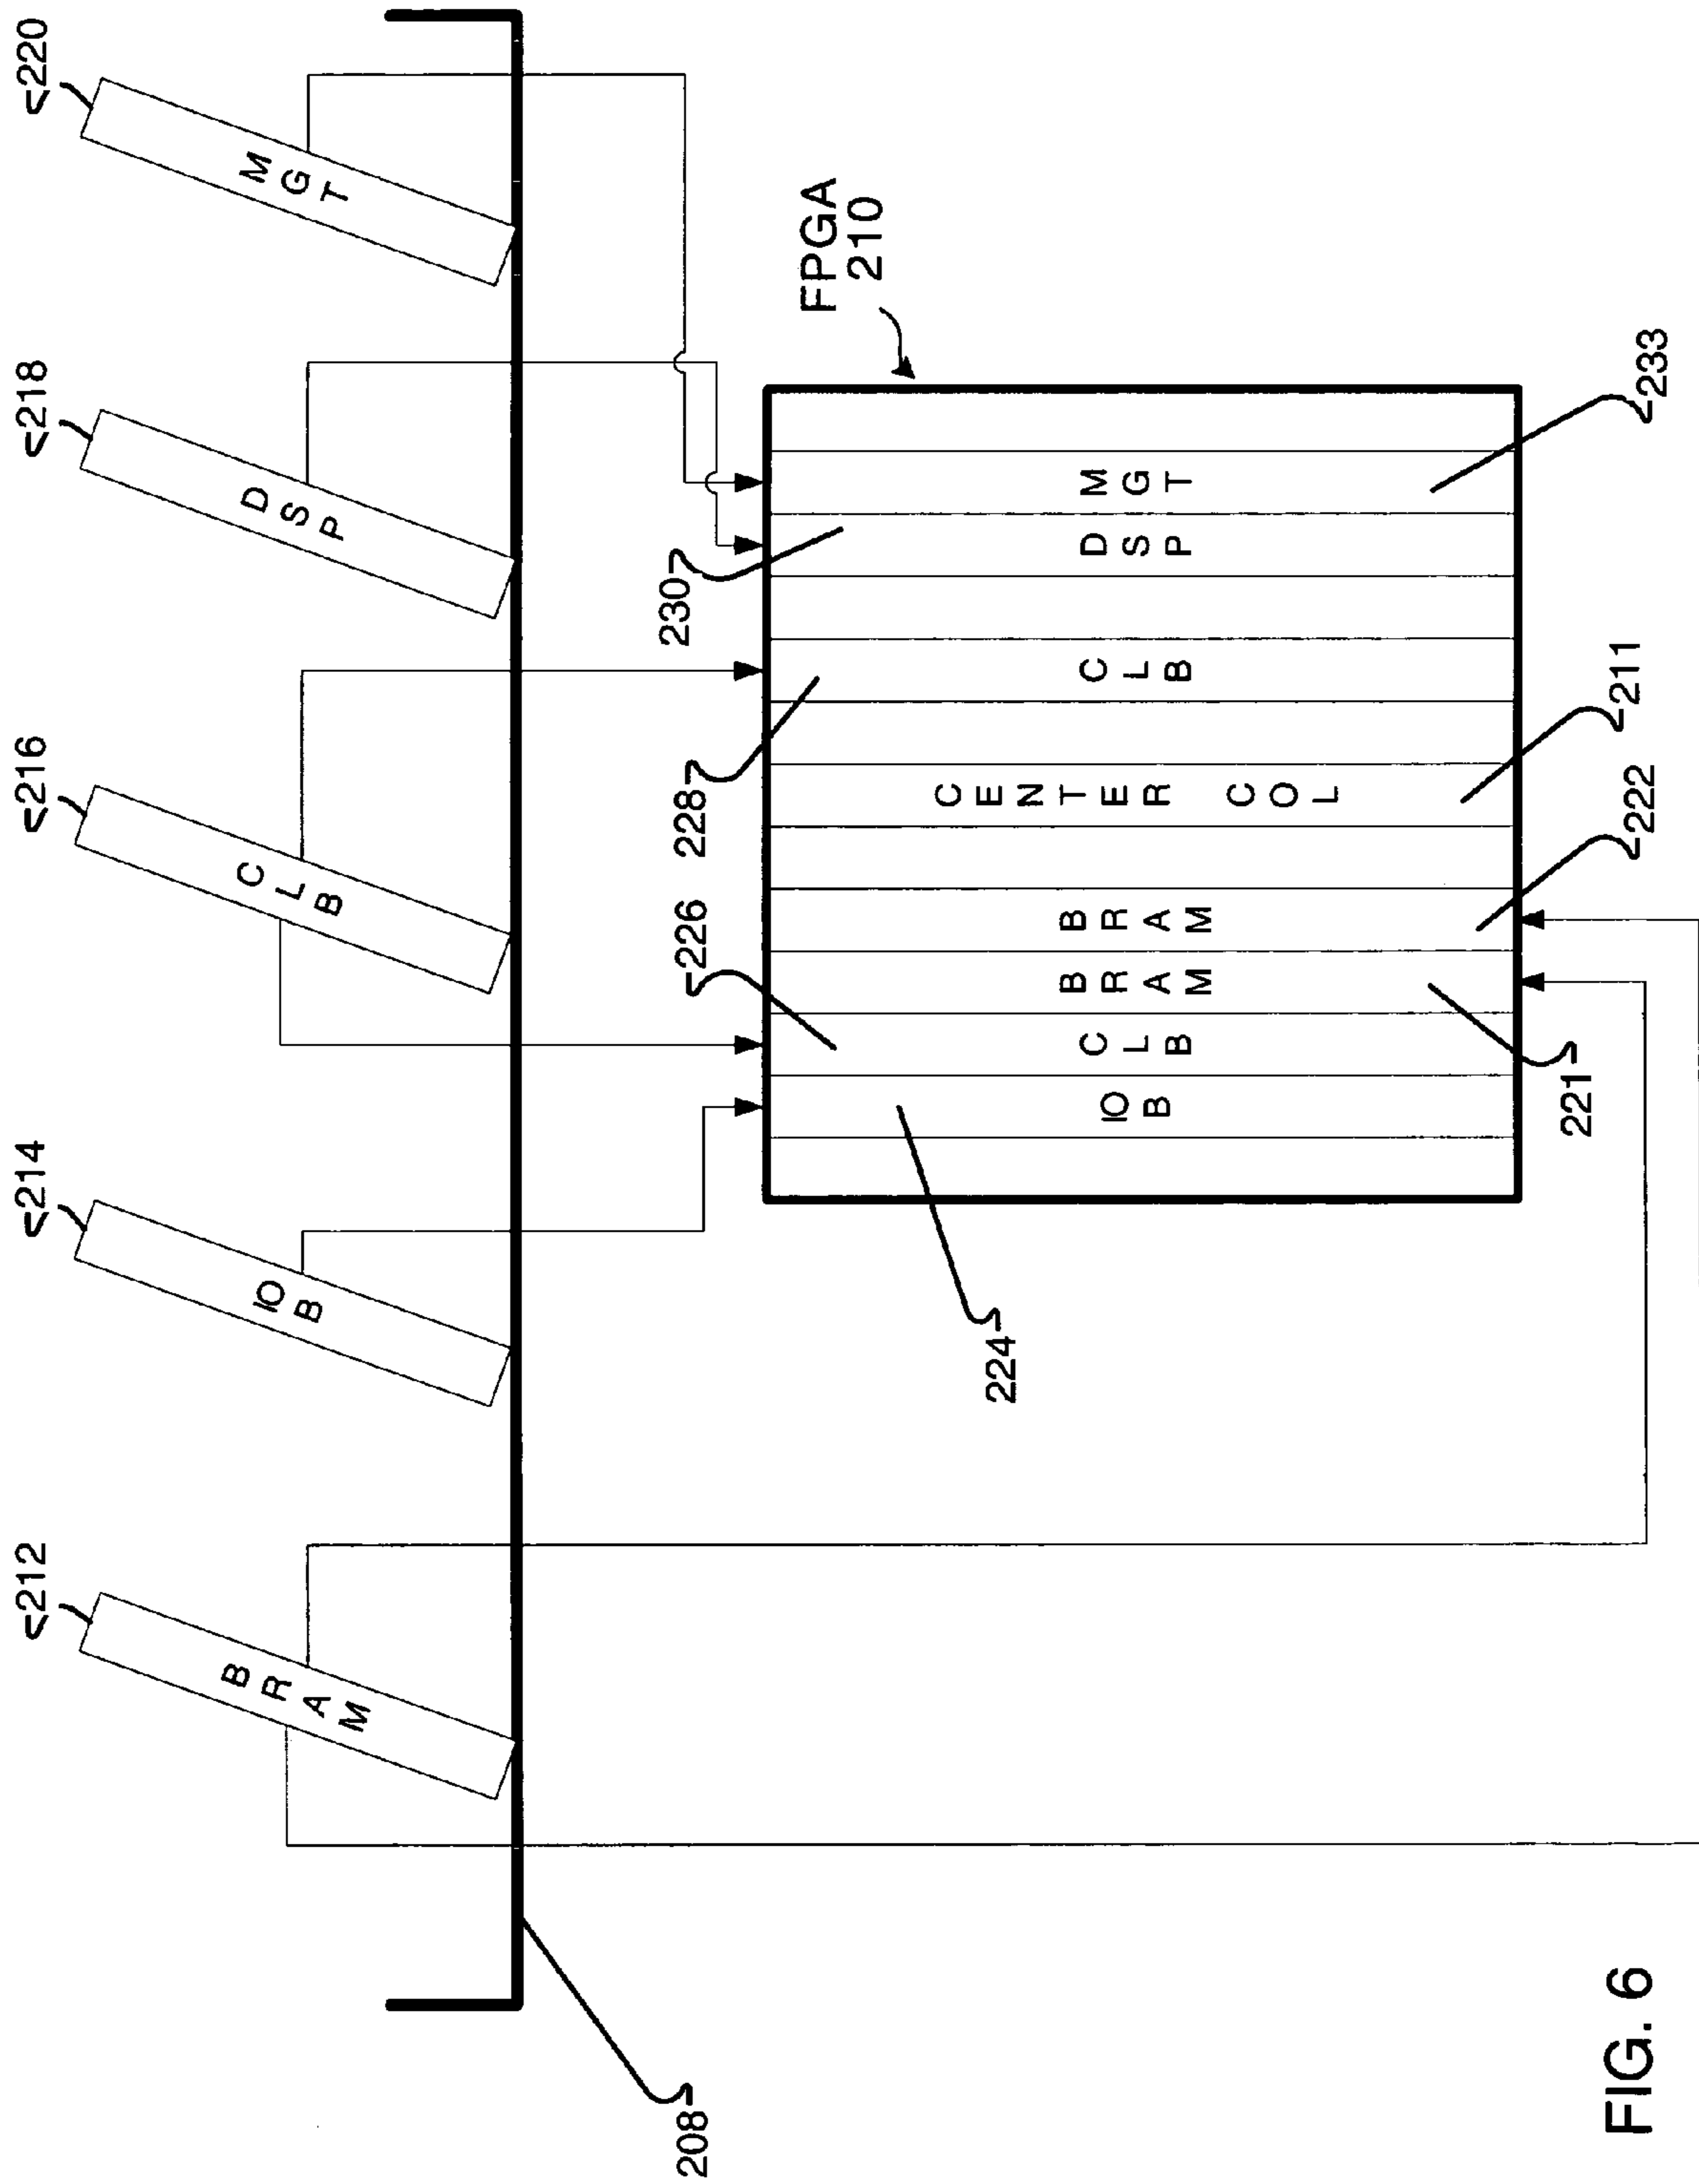 212
214
216
218
220
BRAM
IOB
CLB
DSP
MGT
208
226
228
230
FPGA
210
IOB
CLB
BRAM
BRAM
CENTER COL
CLB
DSP
MGT
224
221
222
211
233
FIG. 6